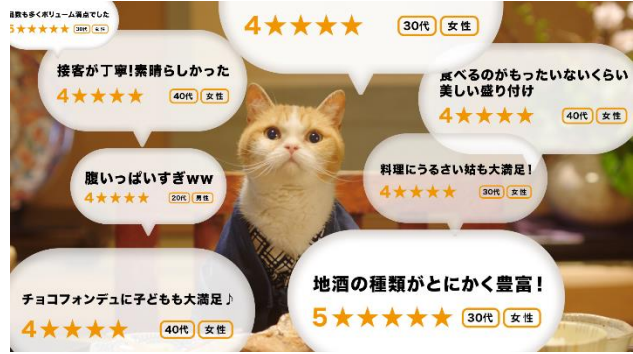 品数も多くボリューム満点でした
5★★★★★ 30代 女性
4★★★★ 30代 女性
接客が丁寧!素晴らしかった
4★★★★ 40代 女性
食べるのがもったいないくらい
美しい盛り付け
4★★★★ 40代 女性
腹いっぱいすぎww
4★★★★ 20代 男性
料理にうるさい姑も大満足!
4★★★★ 30代 女性
チョコフォンデュに子どもも大満足♪
4★★★★ 40代 女性
地酒の種類がとにかく豊富!
5★★★★★ 30代 女性